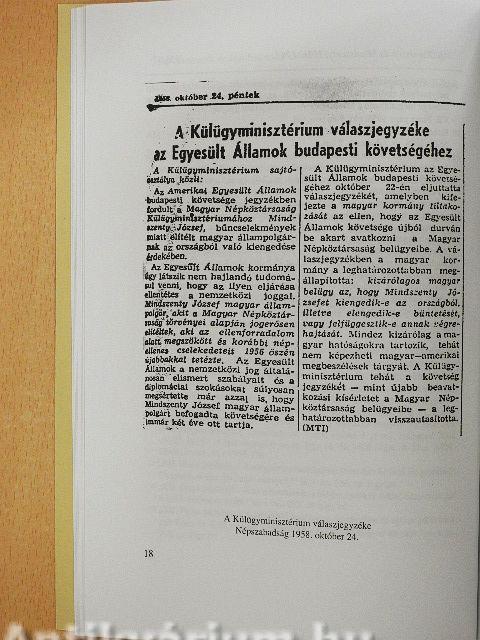 1958. október 24, péntek
A Külügyminisztérium válaszjegyzéke
az Egyesült Államok budapesti követségéhez
A Külügyminisztérium sajtó-
osztálya közli:
Az Amerikai Egyesült Államok
budapesti követsége jegyzékben
fordult a Magyar Népköztársaság
Külügyminisztériumához Mind-
szenty József, bűncselekmények
miatt elítélt magyar állampolgár-
nak az országból való kiengedése
érdekében.
Az Egyesült Államok kormánya
úgy látszik nem hajlandó tudomá-
sul venni, hogy az ilyen eljárása
ellentétes a nemzetközi joggal.
Mindszenty József magyar állam-
polgár, akit a Magyar Népköztár-
saság törvényei alapján jogerősen
elítéltek, aki az ellenforradalom
alatt megszökött és korábbi nép-
ellenes cselekedeteit 1956 őszén
újabbakkal tetézte. Az Egyesült
Államok a nemzetközi jog általá-
nosan elismert szabályait és a
diplomáciai szokásokat súlyosan
megsértette már azzal is, hogy
Mindszenty József magyar állam-
polgárt befogadta követségére és
immár két éve ott tartja.
A Külügyminisztérium az Egye-
sült Államok budapesti követsé-
géhez október 22-én eljuttatta
válaszjegyzékét, amelyben kife-
jezte a magyar kormány tiltako-
zását az ellen, hogy az Egyesült
Államok követsége újból durván
be akart avatkozni a Magyar
Népköztársaság belügyeibe. A vá-
laszjegyzékben a magyar kor-
mány a leghatározottabban meg-
állapította: kizárólagos magyar
belügy az, hogy Mindszenty Jó-
zsefet kiengedik-e az országból,
illetve elengedik-e büntetését,
vagy felfüggesztik-e annak végre-
hajtását. Mindez kizárólag a ma-
gyar hatóságokra tartozik, tehát
nem képezheti magyar—amerikai
megbeszélések tárgyát. A Külügy-
minisztérium tehát a követség
jegyzékét — mint újabb beavat-
kozási kísérletet a Magyar Nép-
köztársaság belügyeibe — a leg-
határozottabban visszautasította.
(MTI)
A Külügyminisztérium válaszjegyzéke
Népszabadság 1958. október 24.
18
Antikvárium.hu